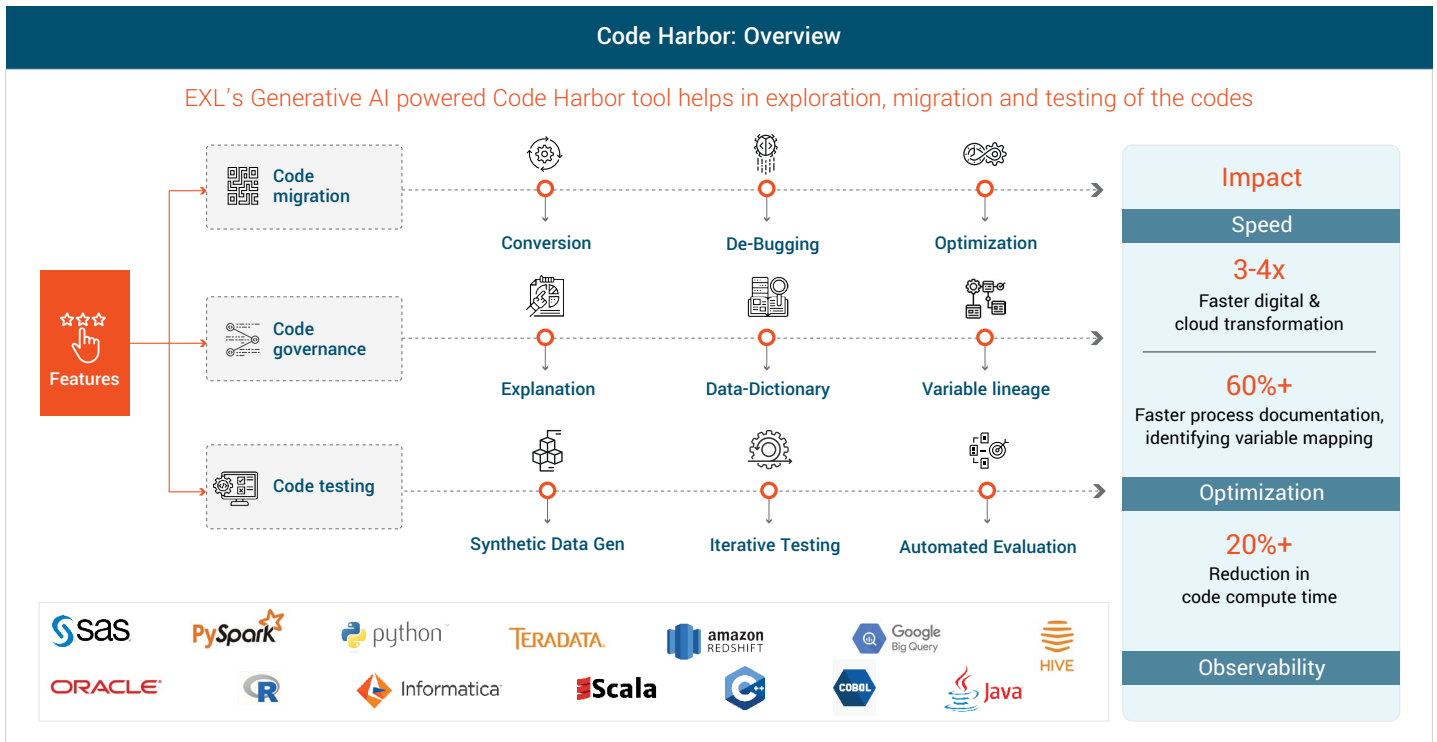 Code Harbor: Overview
EXL's Generative AI powered Code Harbor tool helps in exploration, migration and testing of the codes
Features
Code
migration
Conversion
De-Bugging
Optimization
Code
governance
Explanation
Data-Dictionary
Variable lineage
Code testing
Synthetic Data Gen
Iterative Testing
Automated Evaluation
Impact
Speed
3-4x
Faster digital &
cloud transformation
60%+
Faster process documentation,
identifying variable mapping
Optimization
20%+
Reduction in
code compute time
Observability
sas
PySpark
python
TERADATA
amazon
REDSHIFT
Google
Big Query
HIVE
ORACLE
R
Informatica
Scala
C++
COBOL
Java